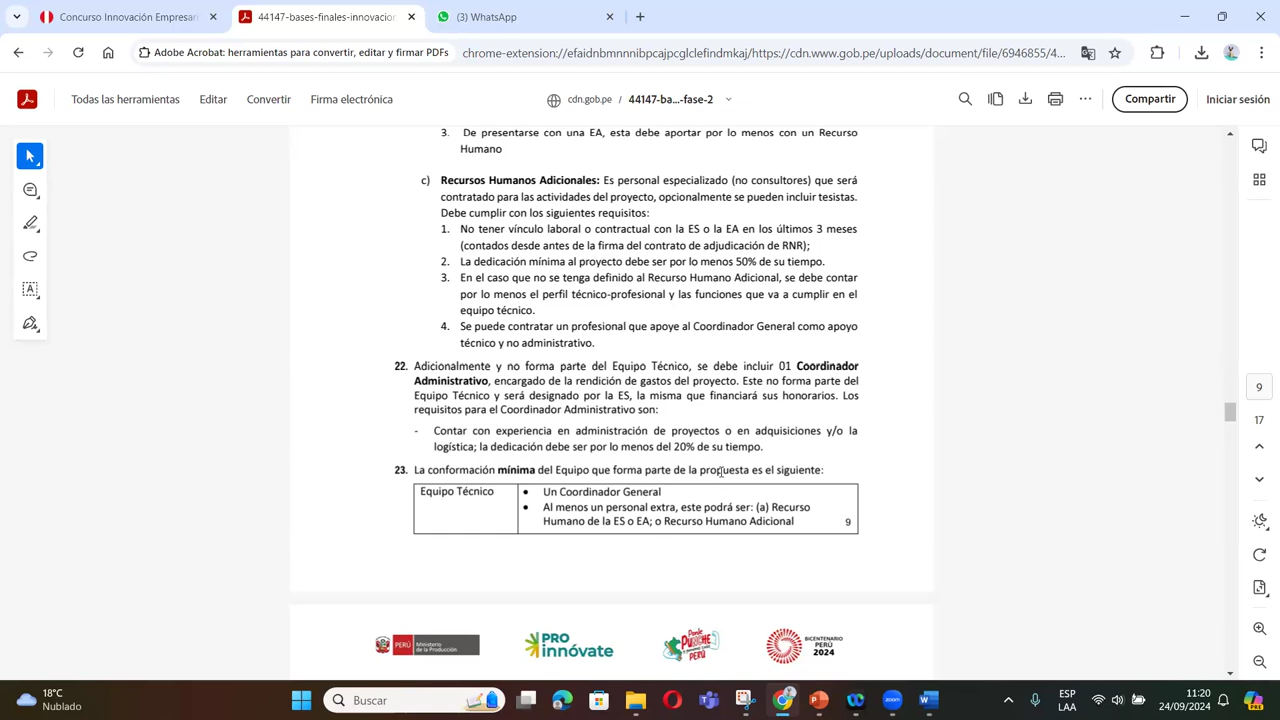 Concurso Innovación Empresari
44147-bases-finales-innovacion
(3) WhatsApp
Adobe Acrobat: herramientas para convertir, editar y firmar PDFs
chrome-extension://efaidnbmnnnibpcajpcglclefindmkaj/https://cdn.www.gob.pe/uploads/document/file/6946855/4...
Todas las herramientas
Editar
Convertir
Firma electrónica
cdn.gob.pe / 44147-ba...-fase-2
Compartir
Iniciar sesión
3. De presentarse con una EA, esta debe aportar por lo menos con un Recurso
Humano
c) Recursos Humanos Adicionales: Es personal especializado (no consultores) que será
contratado para las actividades del proyecto, opcionalmente se pueden incluir tesistas.
Debe cumplir con los siguientes requisitos:
1. No tener vínculo laboral o contractual con la ES o la EA en los últimos 3 meses
(contados desde antes de la firma del contrato de adjudicación de RNR);
2. La dedicación mínima al proyecto debe ser por lo menos 50% de su tiempo.
3. En el caso que no se tenga definido al Recurso Humano Adicional, se debe contar
por lo menos el perfil técnico-profesional y las funciones que va a cumplir en el
equipo técnico.
4. Se puede contratar un profesional que apoye al Coordinador General como apoyo
técnico y no administrativo.
22. Adicionalmente y no forma parte del Equipo Técnico, se debe incluir 01 Coordinador
Administrativo, encargado de la rendición de gastos del proyecto. Este no forma parte del
Equipo Técnico y será designado por la ES, la misma que financiará sus honorarios. Los
requisitos para el Coordinador Administrativo son:
- Contar con experiencia en administración de proyectos o en adquisiciones y/o la
logística; la dedicación debe ser por lo menos del 20% de su tiempo.
23. La conformación mínima del Equipo que forma parte de la propuesta es el siguiente:
Equipo Técnico
• Un Coordinador General
• Al menos un personal extra, este podrá ser: (a) Recurso
Humano de la ES o EA; o Recurso Humano Adicional
9
9
17
PERÚ
Ministerio
de la Producción
PRO
innóvate
BICENTENARIO
PERÚ
2024
18°C
Nublado
Buscar
zoom
ESP
LAA
11:20
24/09/2024